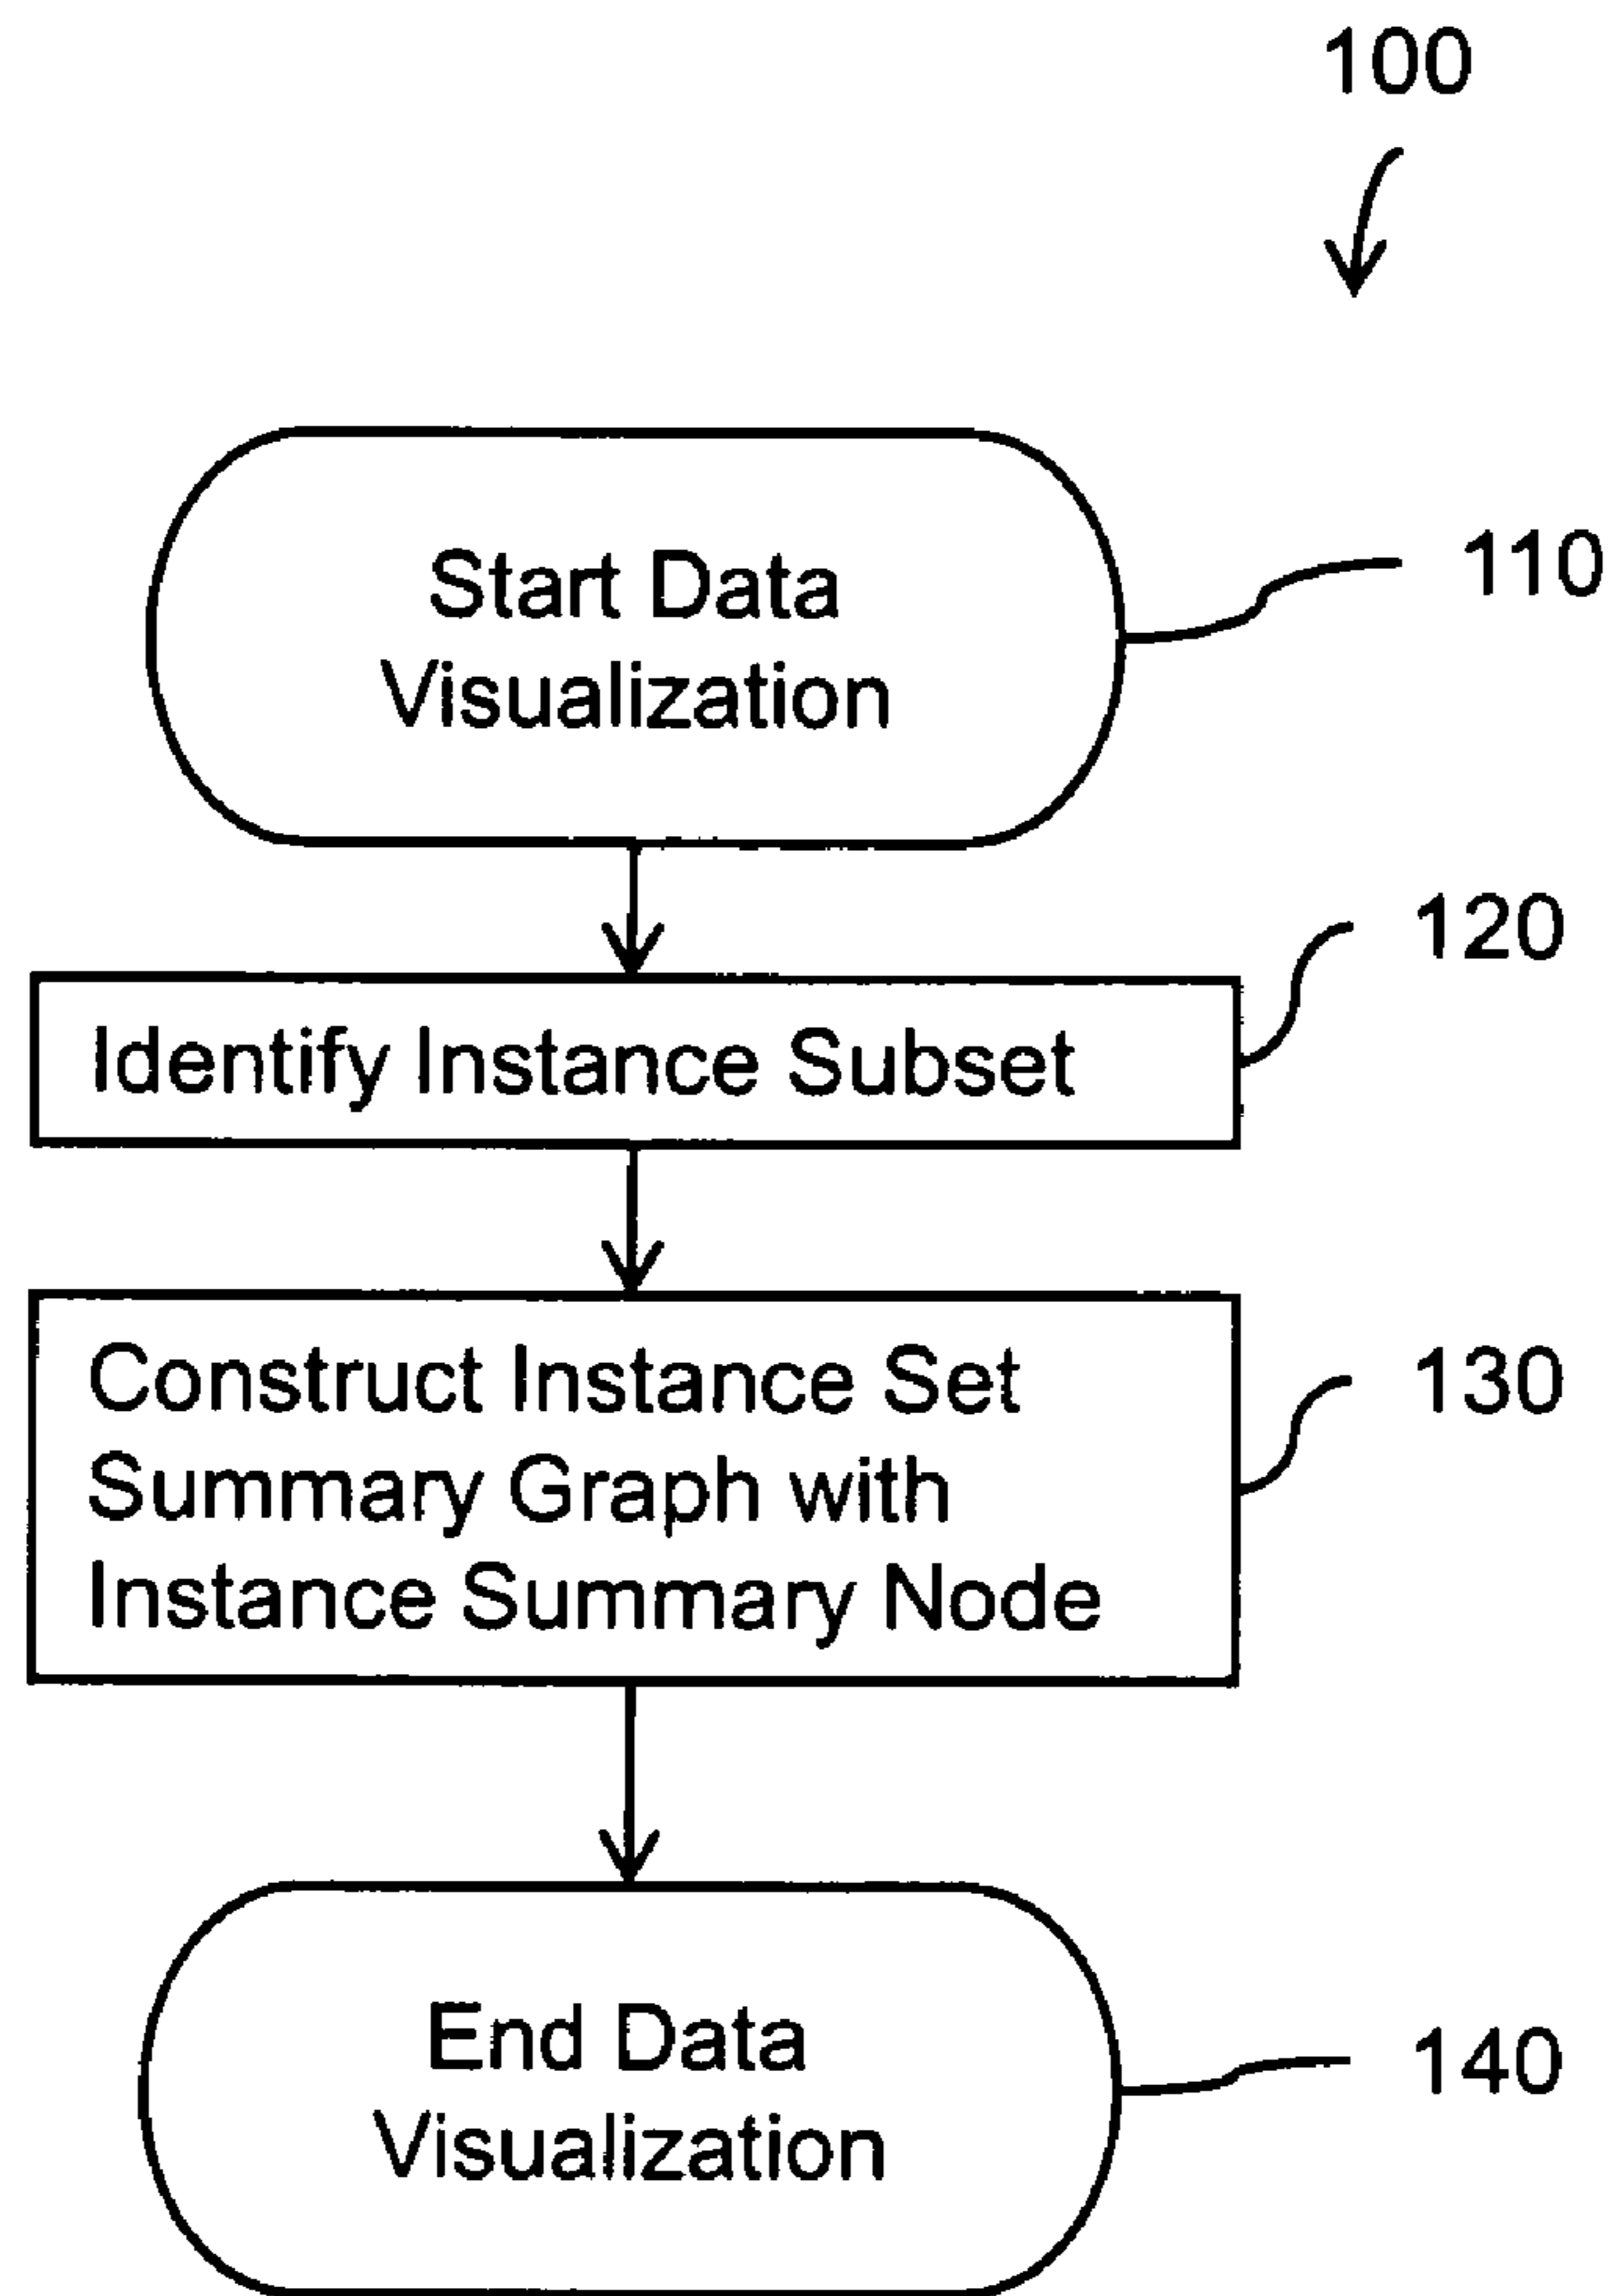 100
Start Data
Visualization
110
120
Identify Instance Subset
Construct Instance Set
Summary Graph with
Instance Summary Node
130
End Data
Visualization
140